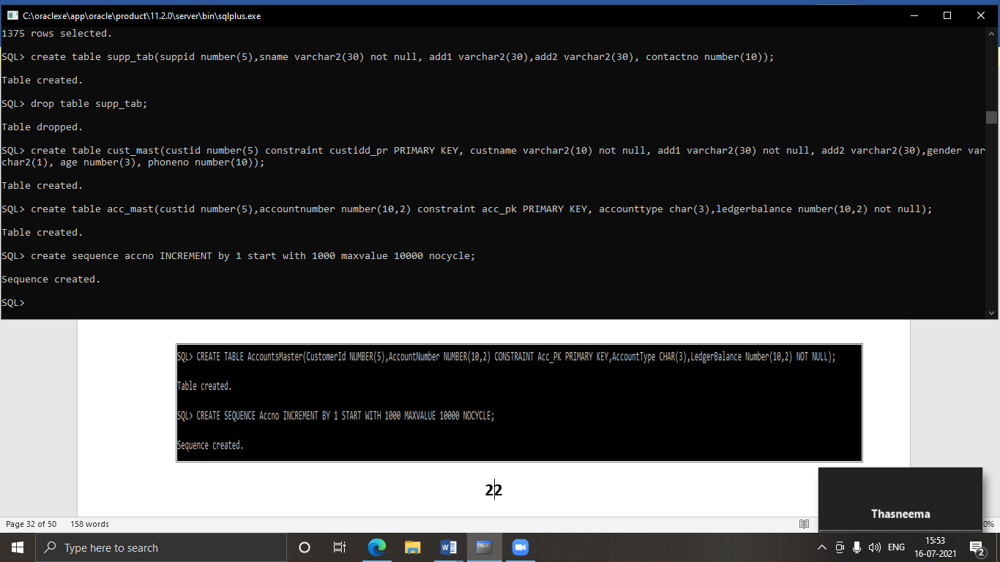 C:\oraclexe\app\oracle\product\11.2.0\server\bin\sqlplus.exe
1375 rows selected.
SQL> create table supp_tab(suppid number(5),sname varchar2(30) not null, add1 varchar2(30),add2 varchar2(30), contactno number(10));
Table created.
SQL> drop table supp_tab;
Table dropped.
SQL> create table cust_mast(custid number(5) constraint custidd_pr PRIMARY KEY, custname varchar2(10) not null, add1 varchar2(30) not null, add2 varchar2(30),gender var
char2(1), age number(3), phoneno number(10));
Table created.
SQL> create table acc_mast(custid number(5),accountnumber number(10,2) constraint acc_pk PRIMARY KEY, accounttype char(3),ledgerbalance number(10,2) not null);
Table created.
SQL> create sequence accno INCREMENT by 1 start with 1000 maxvalue 10000 nocycle;
Sequence created.
SQL>
SQL> CREATE TABLE AccountsMaster(CustomerId NUMBER(5),AccountNumber NUMBER(10,2) CONSTRAINT Acc_PK PRIMARY KEY,AccountType CHAR(3),LedgerBalance Number(10,2) NOT NULL);
Table created.
SQL> CREATE SEQUENCE Accno INCREMENT BY 1 START WITH 1000 MAXVALUE 10000 NOCYCLE;
Sequence created.
22
Thasneema
Page 32 of 50 158 words 0%
Type here to search
SQL>
W
ENG
15:53
16-07-2021
2